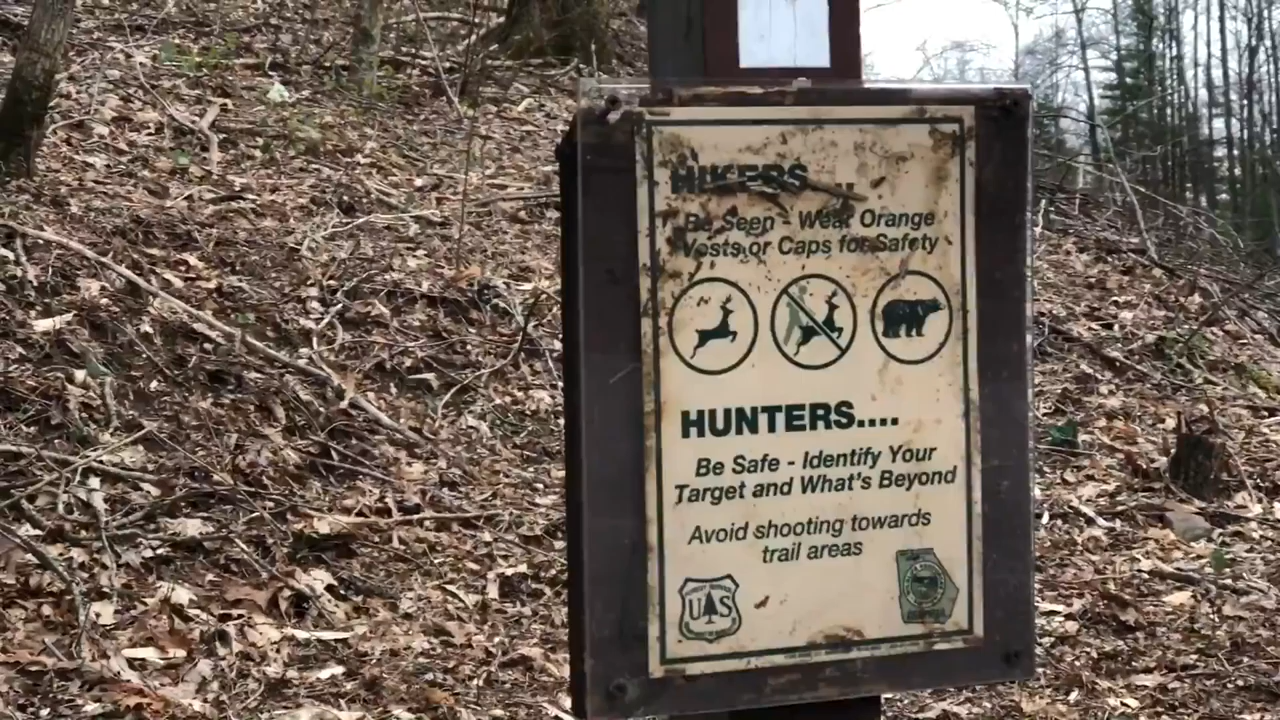 HIKERS....
Be Seen - Wear Orange
Vests or Caps for Safety
HUNTERS....
Be Safe - Identify Your
Target and What's Beyond
Avoid shooting towards
trail areas
U S